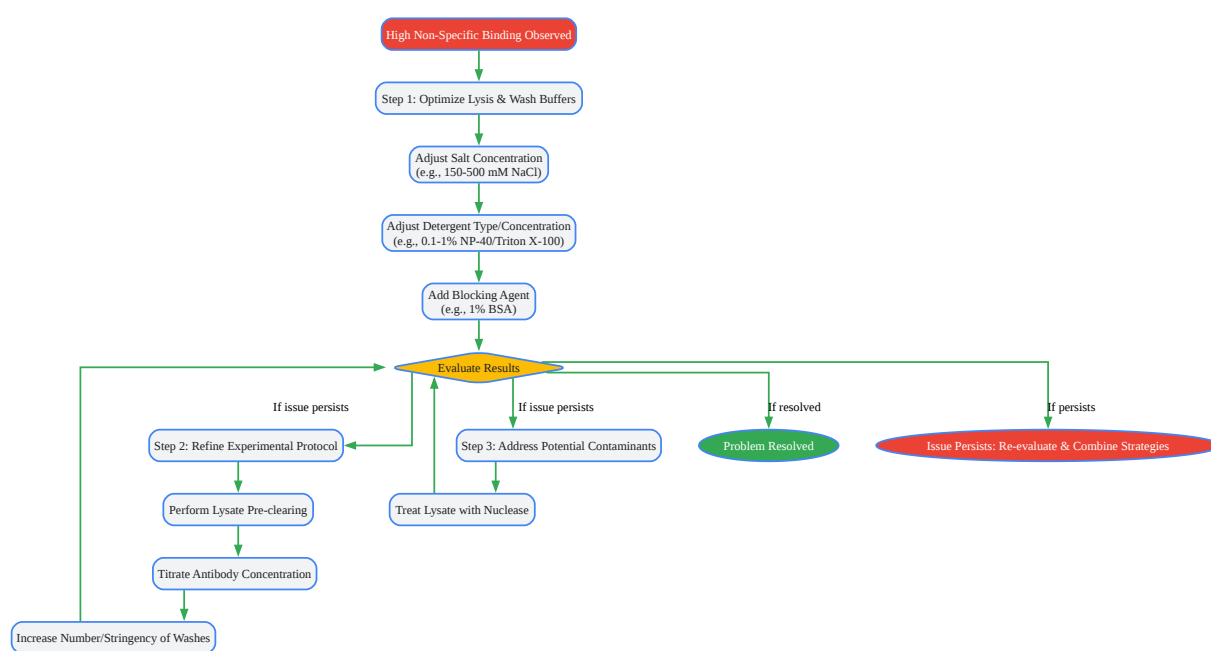 High Non-Specific Binding Observed
Step 1: Optimize Lysis & Wash Buffers
Adjust Salt Concentration
(e.g., 150-500 mM NaCl)
Adjust Detergent Type/Concentration
(e.g., 0.1-1% NP-40/Triton X-100)
Add Blocking Agent
(e.g., 1% BSA)
Evaluate Results
If issue persists
If issue persists
If resolved
If persists
Step 2: Refine Experimental Protocol
Step 3: Address Potential Contaminants
Problem Resolved
Issue Persists: Re-evaluate & Combine Strategies
Perform Lysate Pre-clearing
Treat Lysate with Nuclease
Titrate Antibody Concentration
Increase Number/Stringency of Washes